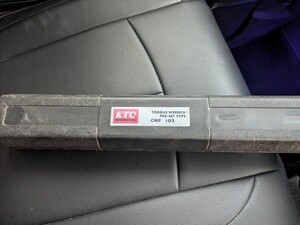 KTC
TORQUE WRENCH
PRE-SET TYPE
CMP 102